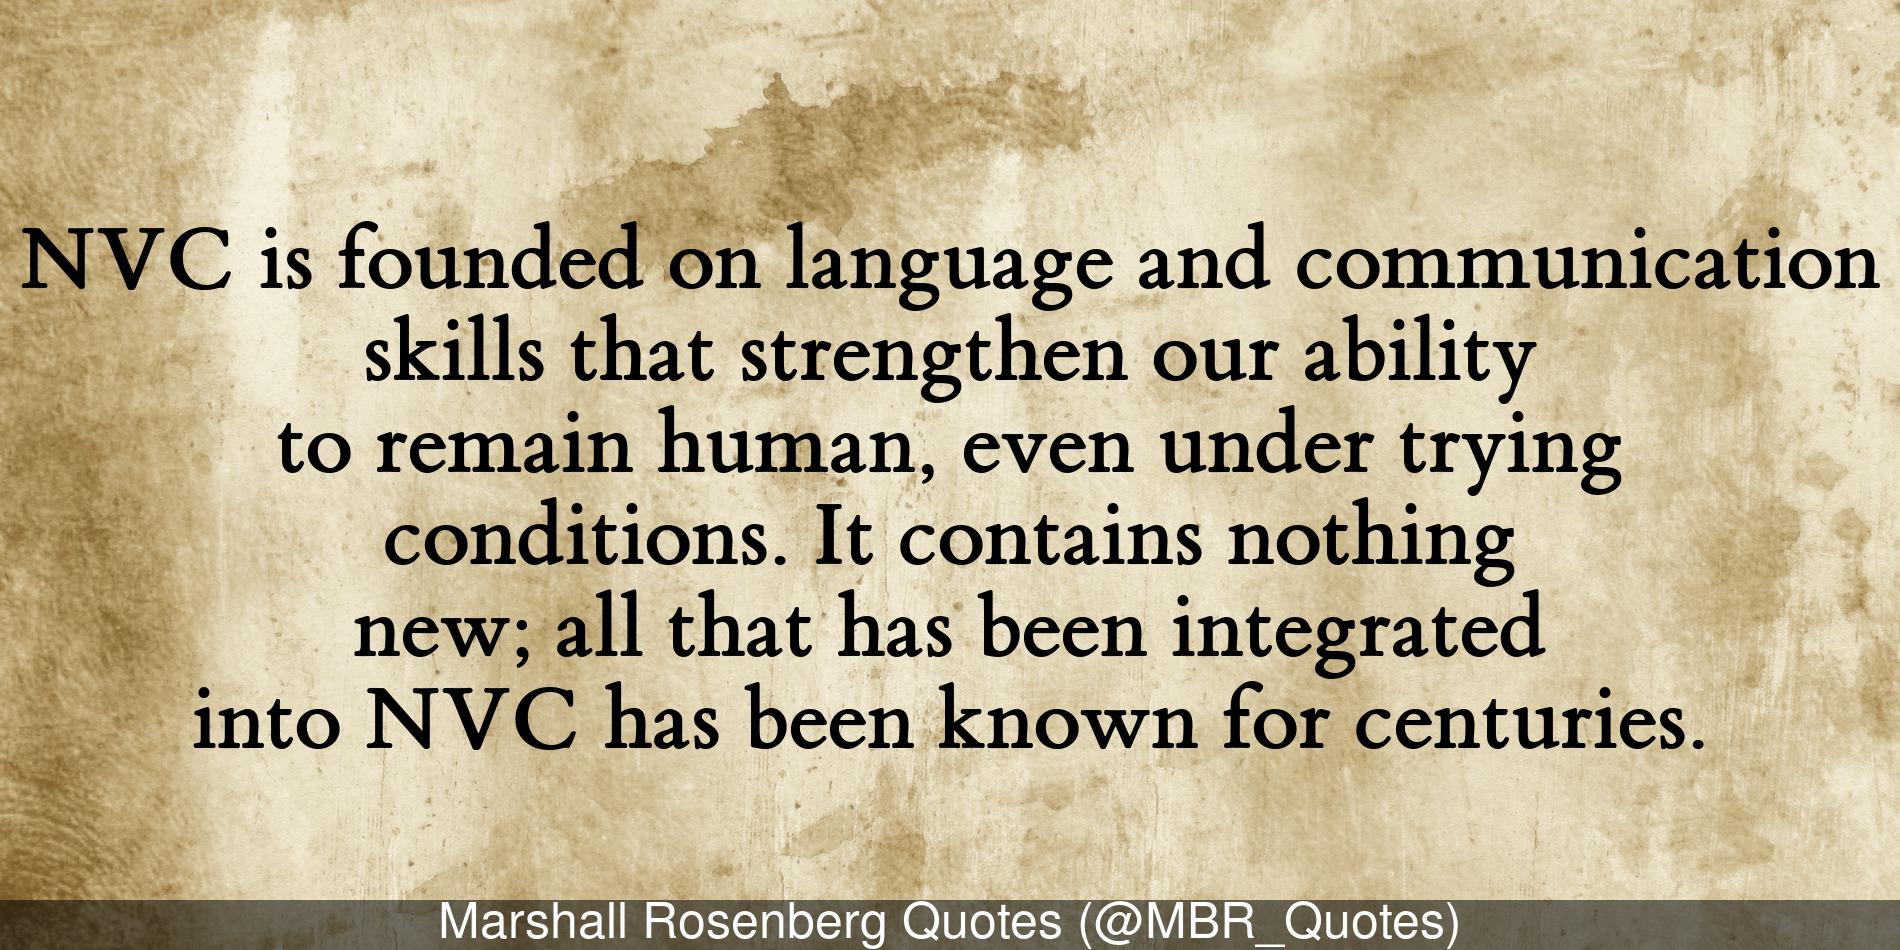 NVC is founded on language and communication
skills that strengthen our ability
to remain human, even under trying
conditions. It contains nothing
new; all that has been integrated
into NVC has been known for centuries.
Marshall Rosenberg Quotes (@MBR_Quotes)